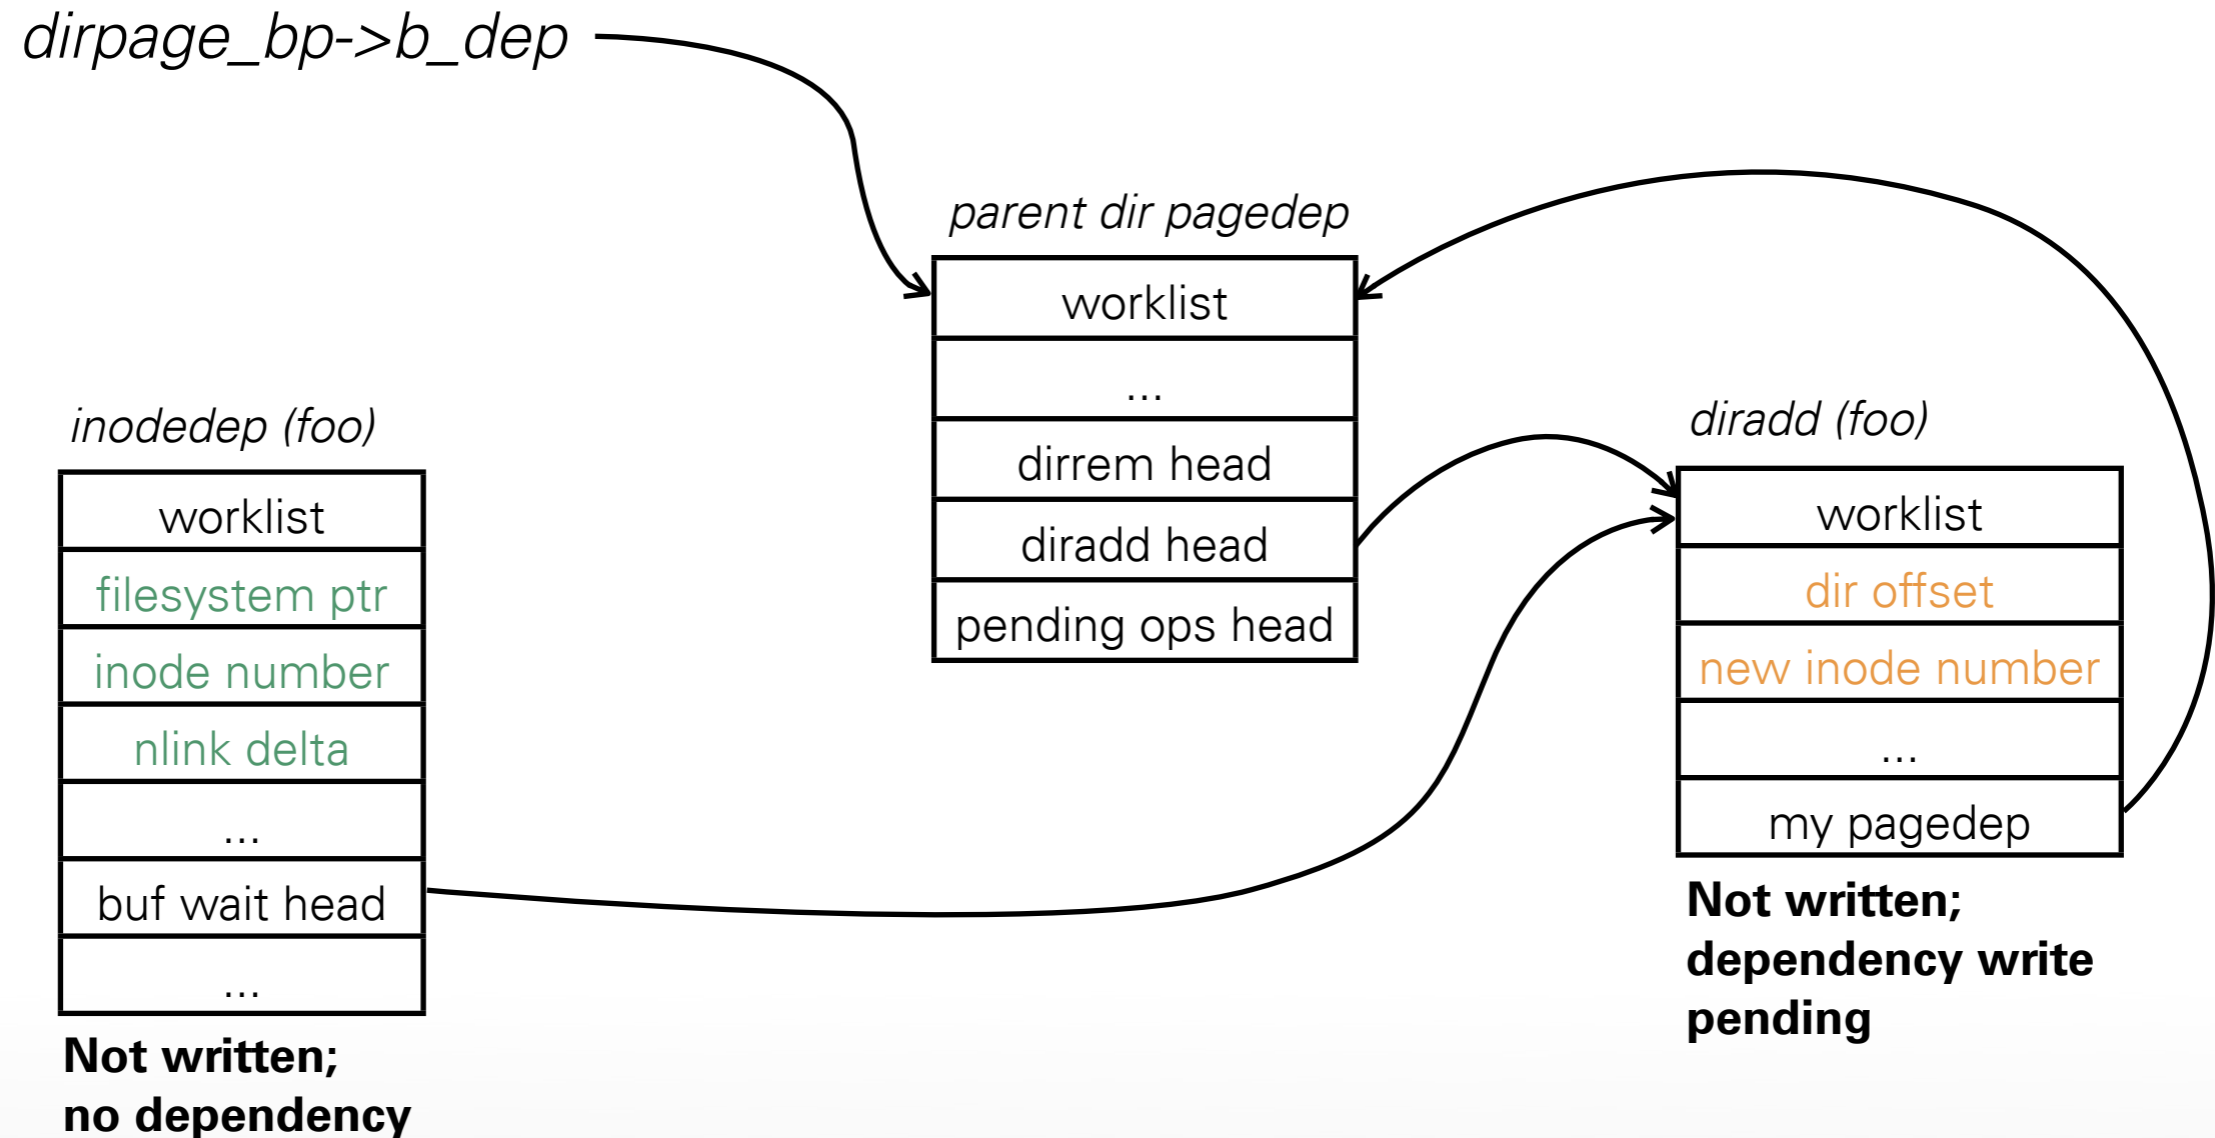 dirpage_bp->b_dep
parent dir pagedep
worklist
...
dirrem head
diradd head
pending ops head
inodedep (foo)
worklist
filesystem ptr
inode number
nlink delta
...
buf wait head
...
Not written;
no dependency
diradd (foo)
worklist
dir offset
new inode number
...
my pagedep
Not written;
dependency write
pending